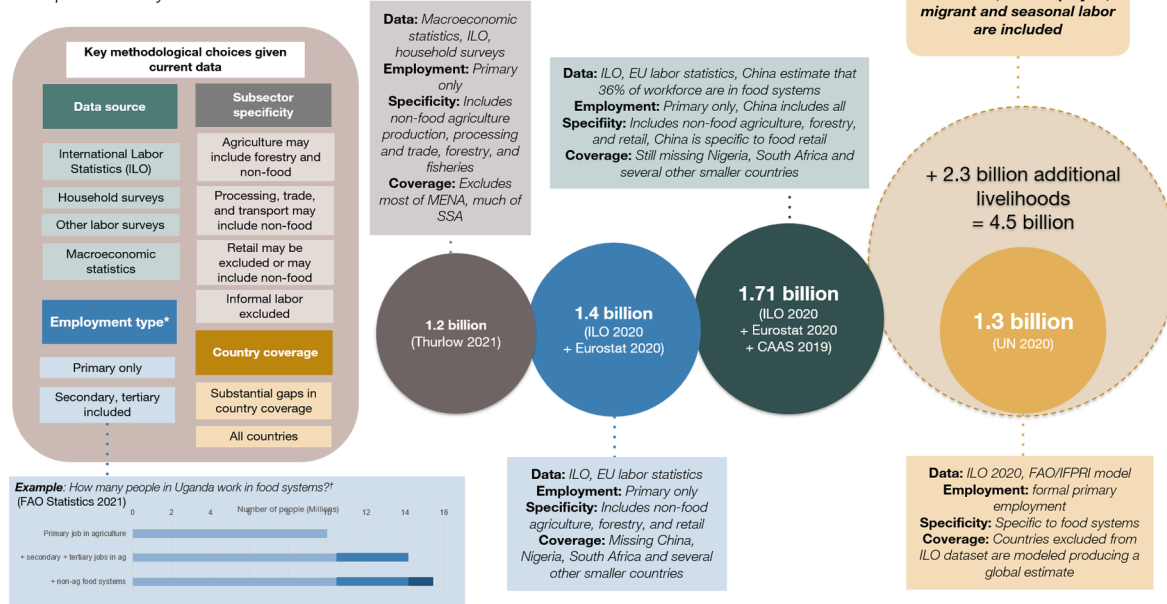 migrant and seasonal labor
are included
Key methodological choices given
current data
Data source
International Labor
Statistics (ILO)
Household surveys
Other labor surveys
Macroeconomic
statistics
Employment type*
Primary only
Secondary, tertiary
included
Subsector
specificity
Agriculture may
include forestry and
non-food
Processing, trade,
and transport may
include non-food
Retail may be
excluded or may
include non-food
Informal labor
excluded
Country coverage
Substantial gaps in
country coverage
All countries
Data: Macroeconomic
statistics, ILO,
household surveys
Employment: Primary
only
Specificity: Includes
non-food agriculture
production, processing
and trade, forestry, and
fisheries
Coverage: Excludes
most of MENA, much of
SSA
Data: ILO, EU labor statistics, China estimate that
36% of workforce are in food systems
Employment: Primary only, China includes all
Specifiity: Includes non-food agriculture, forestry,
and retail, China is specific to food retail
Coverage: Still missing Nigeria, South Africa and
several other smaller countries
1.2 billion
(Thurlow 2021)
1.4 billion
(ILO 2020
+ Eurostat 2020)
1.71 billion
(ILO 2020
+ Eurostat 2020
+ CAAS 2019)
+ 2.3 billion additional
livelihoods
= 4.5 billion
1.3 billion
(UN 2020)
Example: How many people in Uganda work in food systems?†
(FAO Statistics 2021)
Number of people (Millions)
0 2 4 6 8 10 12 14 16
Primary job in agriculture
+ secondary + tertiary jobs in ag
+ non-ag food systems
Data: ILO, EU labor statistics
Employment: Primary only
Specificity: Includes non-food
agriculture, forestry, and retail
Coverage: Missing China,
Nigeria, South Africa and several
other smaller countries
Data: ILO 2020, FAO/IFPRI model
Employment: formal primary
employment
Specificity: Specific to food systems
Coverage: Countries excluded from
ILO dataset are modeled producing a
global estimate